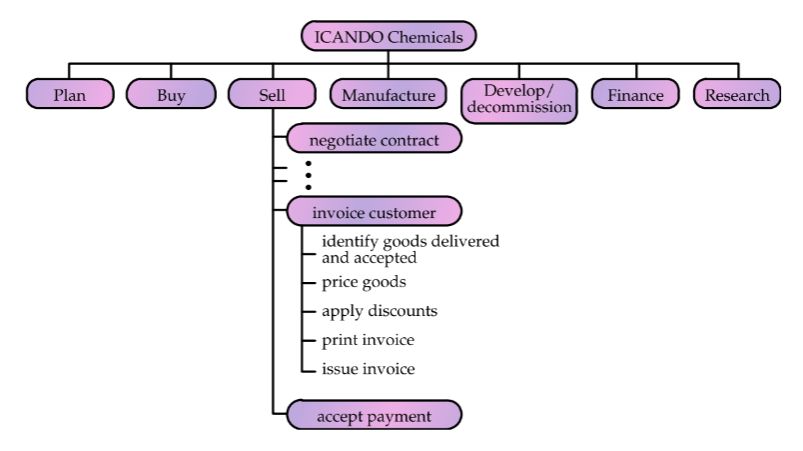 ICANDO Chemicals
Plan
Buy
Sell
Manufacture
Develop/
decommission
Finance
Research
negotiate contract
invoice customer
identify goods delivered
and accepted
price goods
apply discounts
print invoice
issue invoice
accept payment